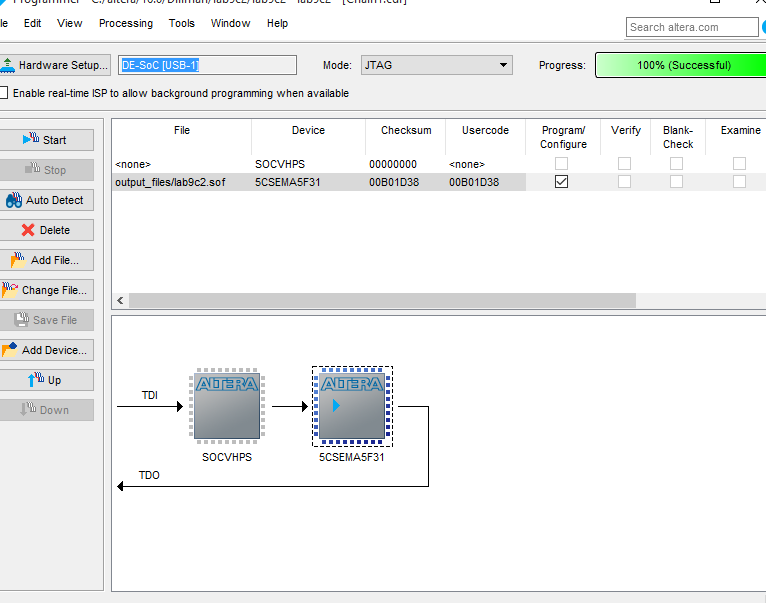 Programmer - C:/altera/16.0/Dillman/lab9c2/lab9c2 - lab9c2 - [Chain1.cdf]
Edit View Processing Tools Window Help
Search altera.com
Hardware Setup... DE-SoC [USB-1] Mode: JTAG Progress: 100% (Successful)
Enable real-time ISP to allow background programming when available
Start
Stop
Auto Detect
Delete
Add File...
Change File...
Save File
Add Device...
Up
Down
File Device Checksum Usercode Program/ Verify Blank- Examine
Configure Check
<none> SOCVHPS 00000000 <none>
output_files/lab9c2.sof 5CSEMA5F31 00B01D38 00B01D38
TDI
ALTERA ALTERA
SOCVHPS 5CSEMA5F31
TDO